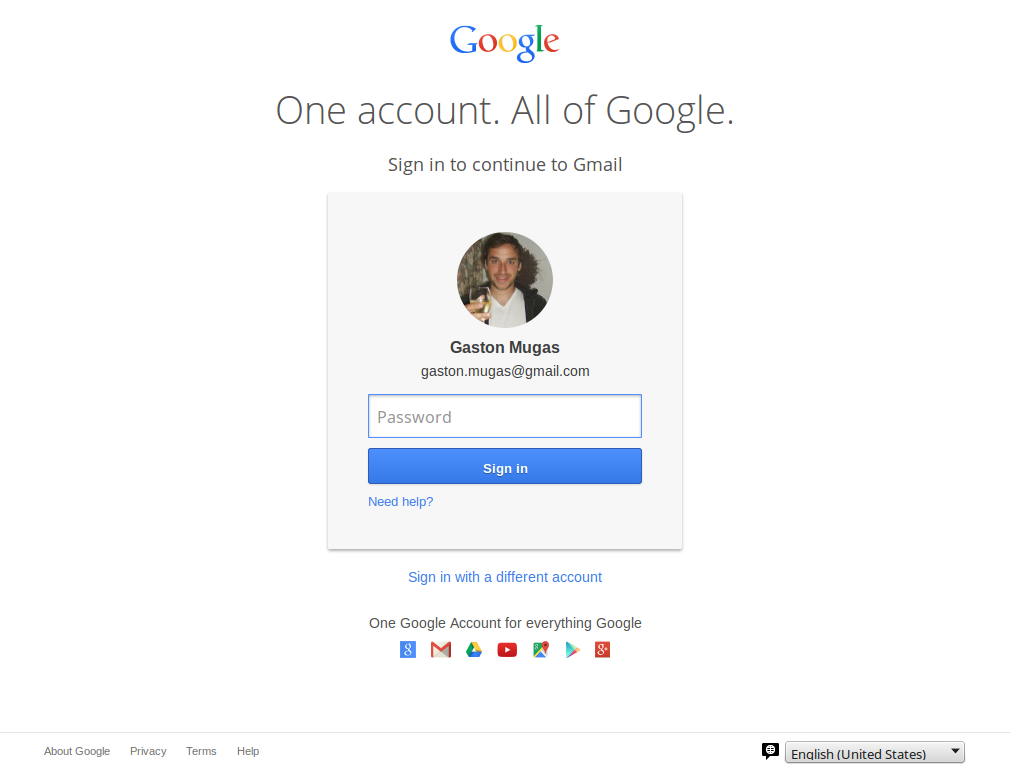 Google
One account. All of Google.
Sign in to continue to Gmail
Gaston Mugas
gaston.mugas@gmail.com
Password
Sign in
Need help?
Sign in with a different account
One Google Account for everything Google
8 8+
About Google Privacy Terms Help English (United States)